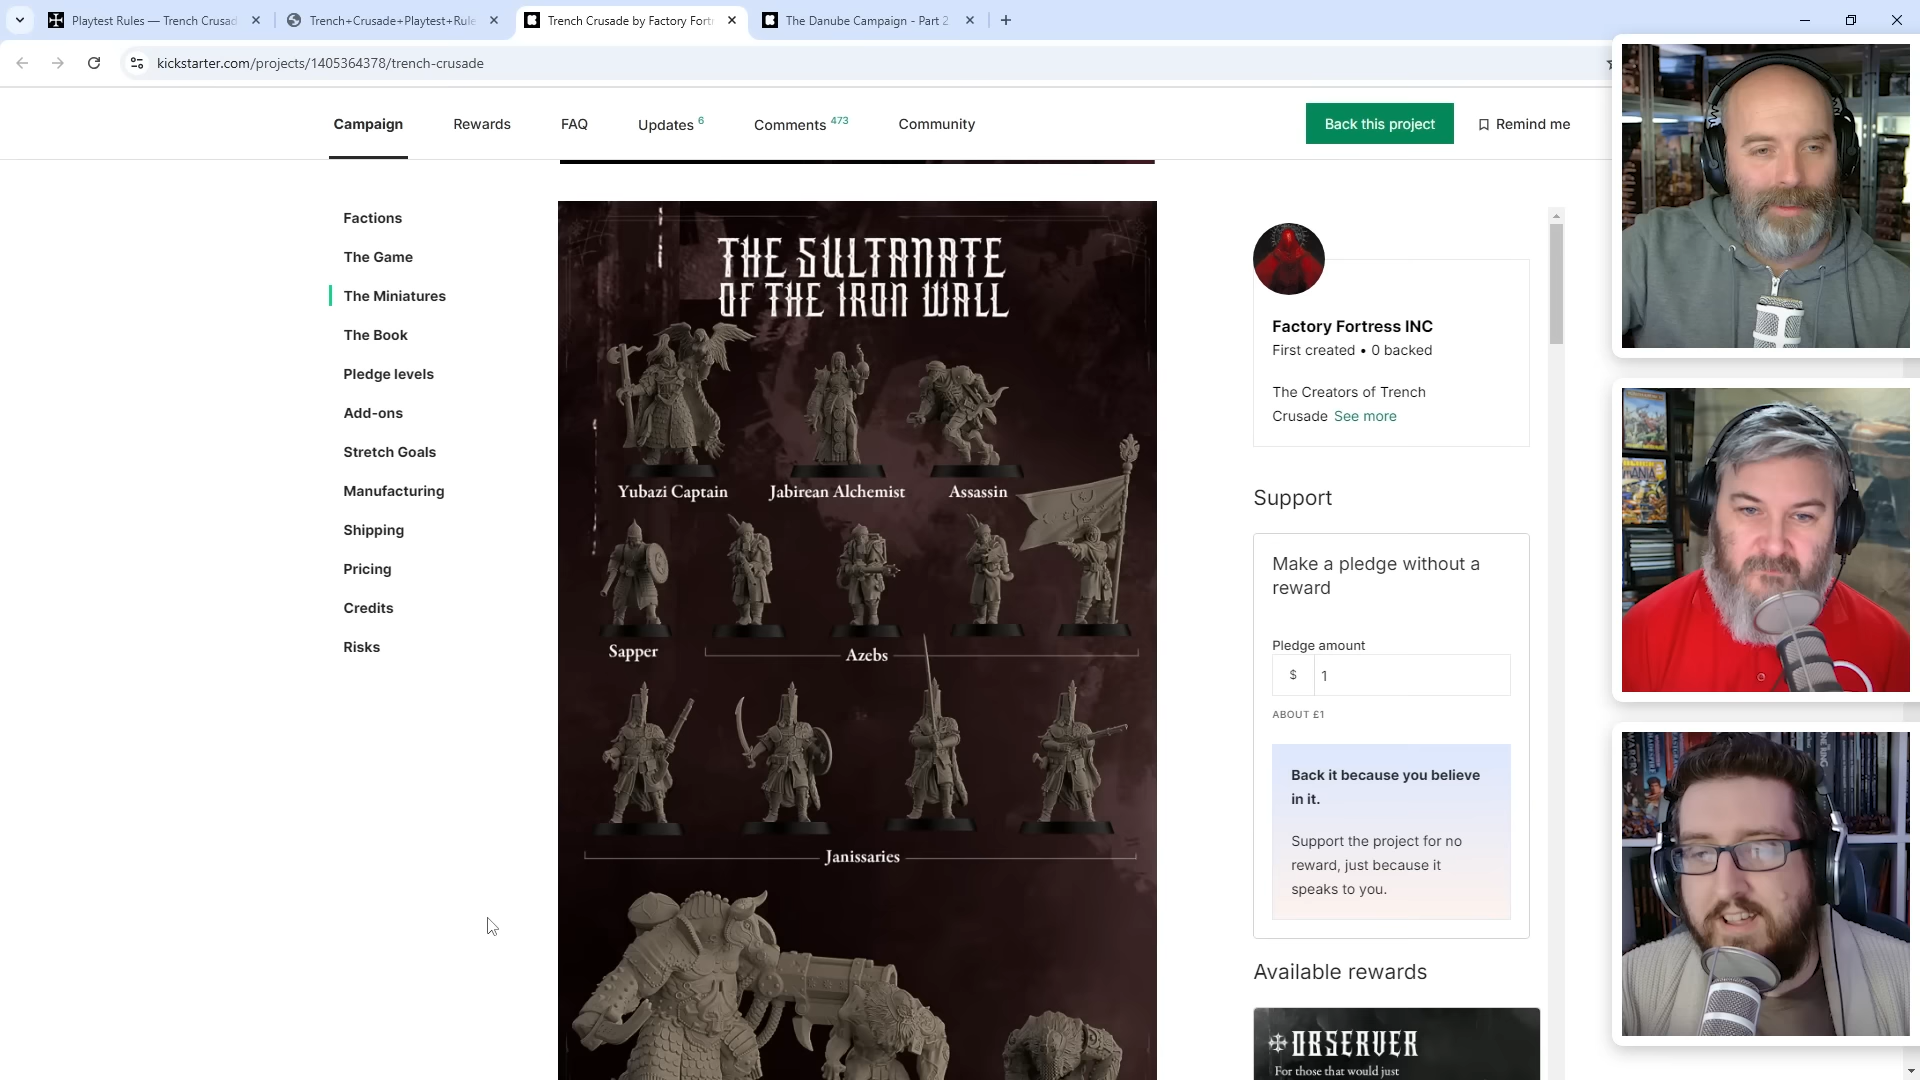 Playtest Rules — Trench Crusad
Trench+Crusade+Playtest+Rule
Trench Crusade by Factory Fortr
The Danube Campaign - Part 2
kickstarter.com/projects/1405364378/trench-crusade
Campaign
Rewards
FAQ
Updates 6
Comments 473
Community
Back this project
Remind me
Factions
The Game
The Miniatures
The Book
Pledge levels
Add-ons
Stretch Goals
Manufacturing
Shipping
Pricing
Credits
Risks
THE SULTANATE
OF THE IRON WALL
Yubazi Captain
Jabirean Alchemist
Assassin
Sapper
Azebs
Janissaries
Factory Fortress INC
First created • 0 backed
The Creators of Trench
Crusade See more
Support
Make a pledge without a
reward
Pledge amount
$ 1
ABOUT £1
Back it because you believe
in it.
Support the project for no
reward, just because it
speaks to you.
Available rewards
OBSERVER
For those that would just